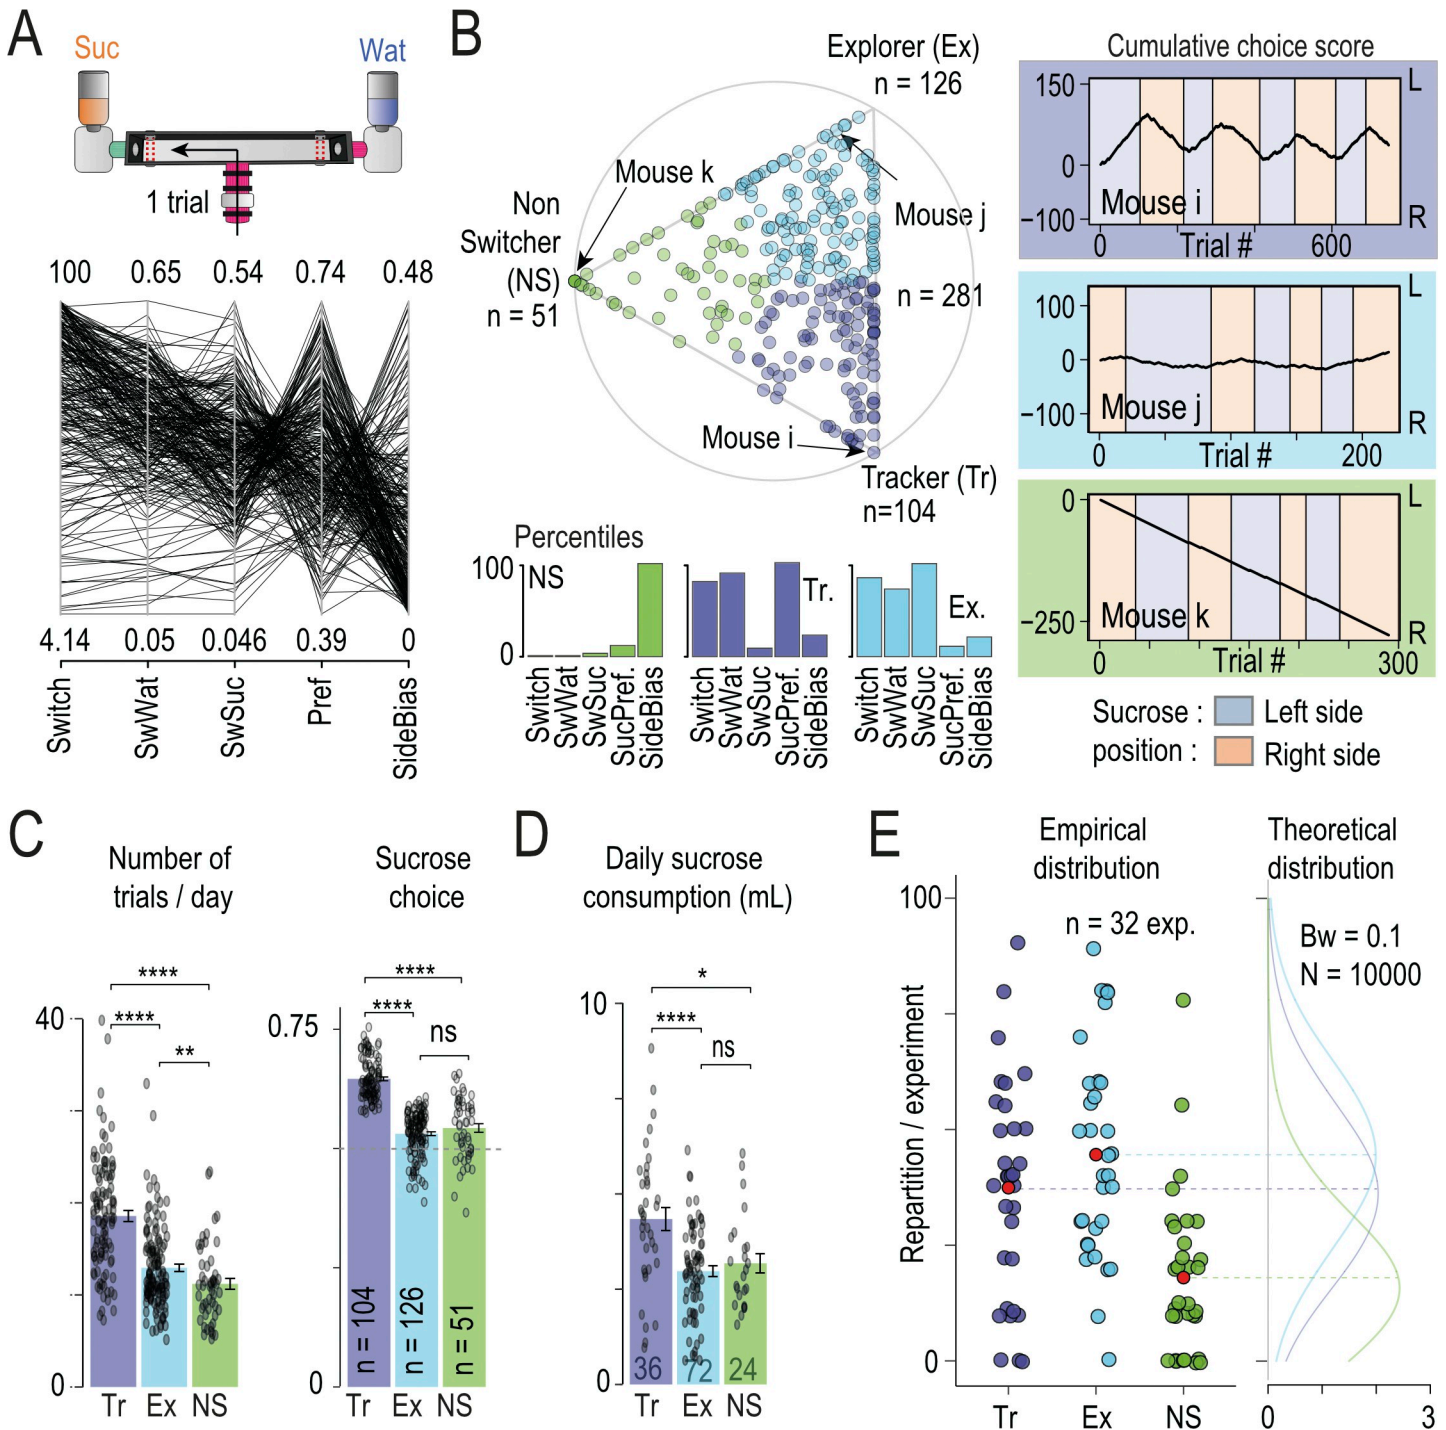 A
Suc
Wat
1 trial
100 0.65 0.54 0.74 0.48
4.14 0.05 0.046 0.39 0
Switch
SwWat
SwSuc
Pref
SideBias
B
Explorer (Ex)
n = 126
Mouse k
Non
Switcher
(NS)
n = 51
Mouse j
n = 281
Mouse i
Tracker (Tr)
n=104
Percentiles
100
0
NS
Tr.
Ex.
Switch
SwWat
SwSuc
SucPref.
SideBias
Switch
SwWat
SwSuc
SucPref.
SideBias
Switch
SwWat
SwSuc
SucPref.
SideBias
Cumulative choice score
150
0
−100
L
R
Mouse i
0 Trial # 600
100
0
−100
L
R
Mouse j
0 Trial # 200
0
−250
L
R
Mouse k
0 Trial # 300
Sucrose : Left side
position : Right side
C
Number of
trials / day
****
****
**
40
0
Tr Ex NS
Sucrose
choice
****
****
ns
0.75
0
n = 104
n = 126
n = 51
Tr Ex NS
D
Daily sucrose
consumption (mL)
*
****
ns
10
0
36 72 24
Tr Ex NS
E
Empirical
distribution
n = 32 exp.
Repartition / experiment
100
0
Tr Ex NS
Theoretical
distribution
Bw = 0.1
N = 10000
0 3